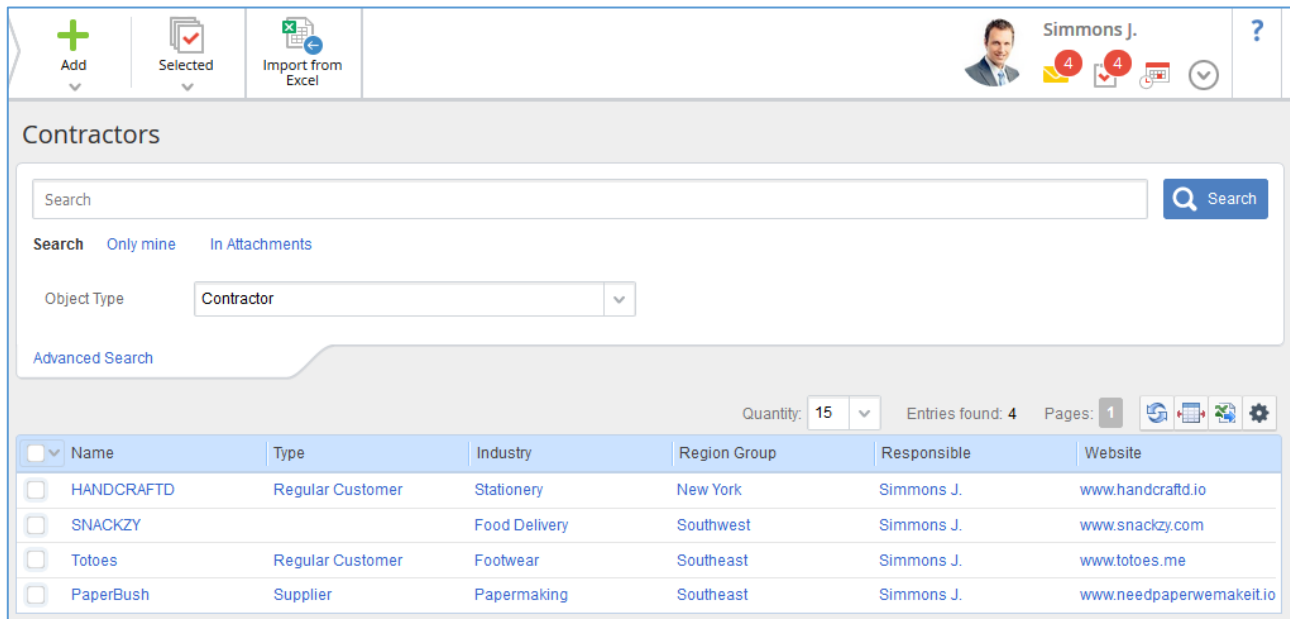 Add
Selected
Import from
Excel
Simmons J.
?
4
4
Contractors
Search
Search
Search Only mine In Attachments
Object Type Contractor
Advanced Search
Quantity: 15 Entries found: 4 Pages: 1
Name Type Industry Region Group Responsible Website
HANDCRAFTD Regular Customer Stationery New York Simmons J. www.handcraftd.io
SNACKZY Food Delivery Southwest Simmons J. www.snackzy.com
Totoes Regular Customer Footwear Southeast Simmons J. www.totoes.me
PaperBush Supplier Papermaking Southeast Simmons J. www.needpaperwemakeit.io